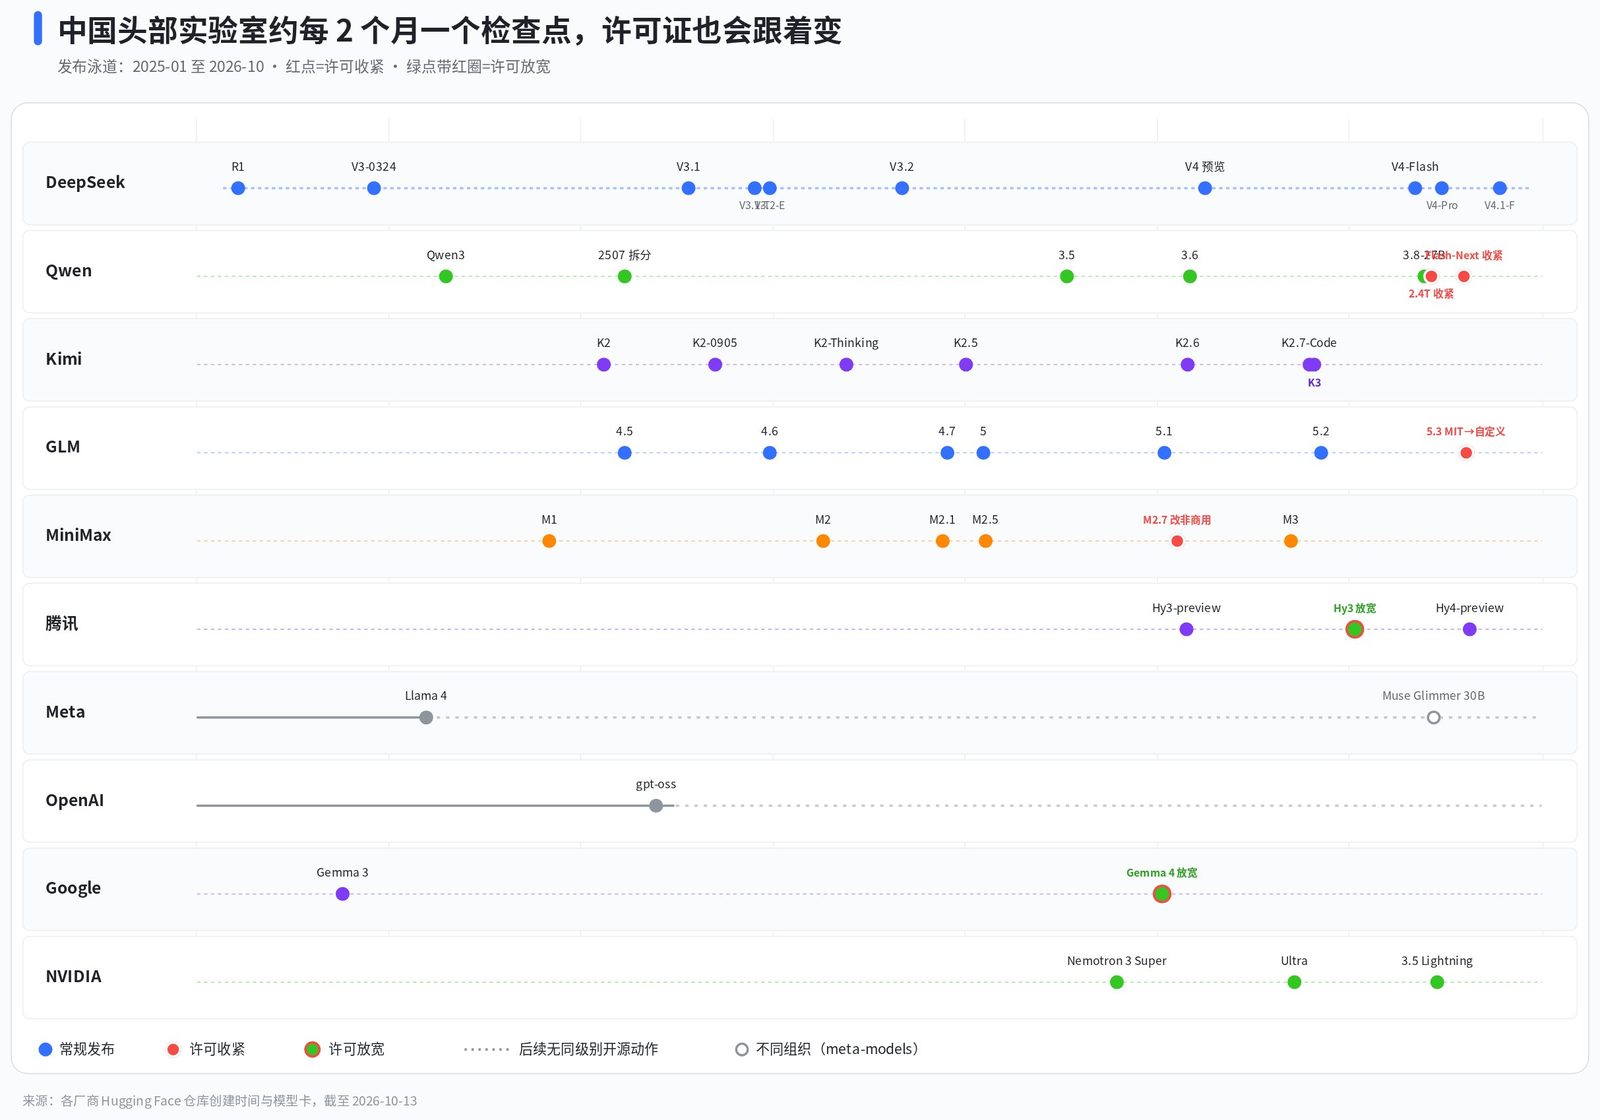 中国头部实验室约每 2 个月一个检查点，许可证也会跟着变
发布泳道：2025-01 至 2026-10 · 红点=许可收紧 · 绿点带红圈=许可放宽
DeepSeek
R1
V3-0324
V3.1
V3.2
V4 预览
V4-Flash
V4-Pro
V4.1-F
Qwen
Qwen3
2507 拆分
3.5
3.6
2.4T 收紧
Kimi
K2
K2-0905
K2-Thinking
K2.5
K2.6
K2.7-Code
K3
GLM
4.5
4.6
4.7
5
5.1
5.2
5.3 MIT→自定义
MiniMax
M1
M2
M2.1
M2.5
M2.7 改非商用
M3
腾讯
Hy3-preview
Hy3 放宽
Hy4-preview
Meta
Llama 4
Muse Glimmer 30B
OpenAI
gpt-oss
Google
Gemma 3
Gemma 4 放宽
NVIDIA
Nemotron 3 Super
Ultra
3.5 Lightning
常规发布
许可收紧
许可放宽
后续无同级别开源动作
不同组织（meta-models）
来源：各厂商 Hugging Face 仓库创建时间与模型卡，截至 2026-10-13